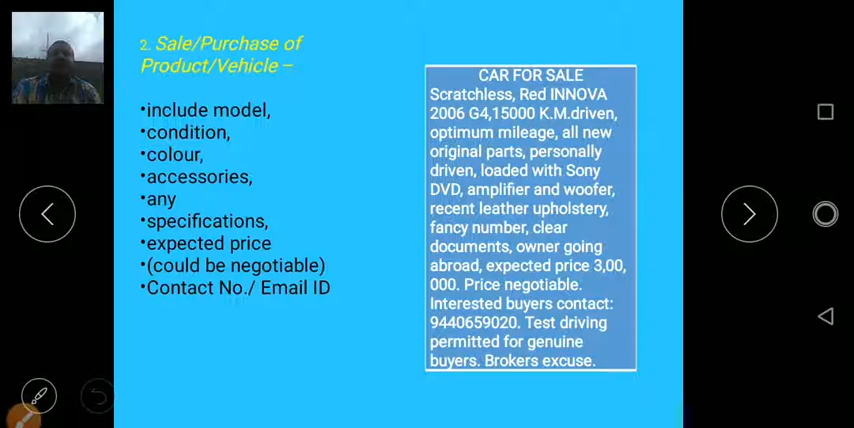 2. Sale/Purchase of
Product/Vehicle –
•include model,
•condition,
•colour,
•accessories,
•any
•specifications,
•expected price
•(could be negotiable)
•Contact No./ Email ID
CAR FOR SALE
Scratchless, Red INNOVA
2006 G4,15000 K.M.driven,
optimum mileage, all new
original parts, personally
driven, loaded with Sony
DVD, amplifier and woofer,
recent leather upholstery,
fancy number, clear
documents, owner going
abroad, expected price 3,00,
000. Price negotiable.
Interested buyers contact:
9440659020. Test driving
permitted for genuine
buyers. Brokers excuse.